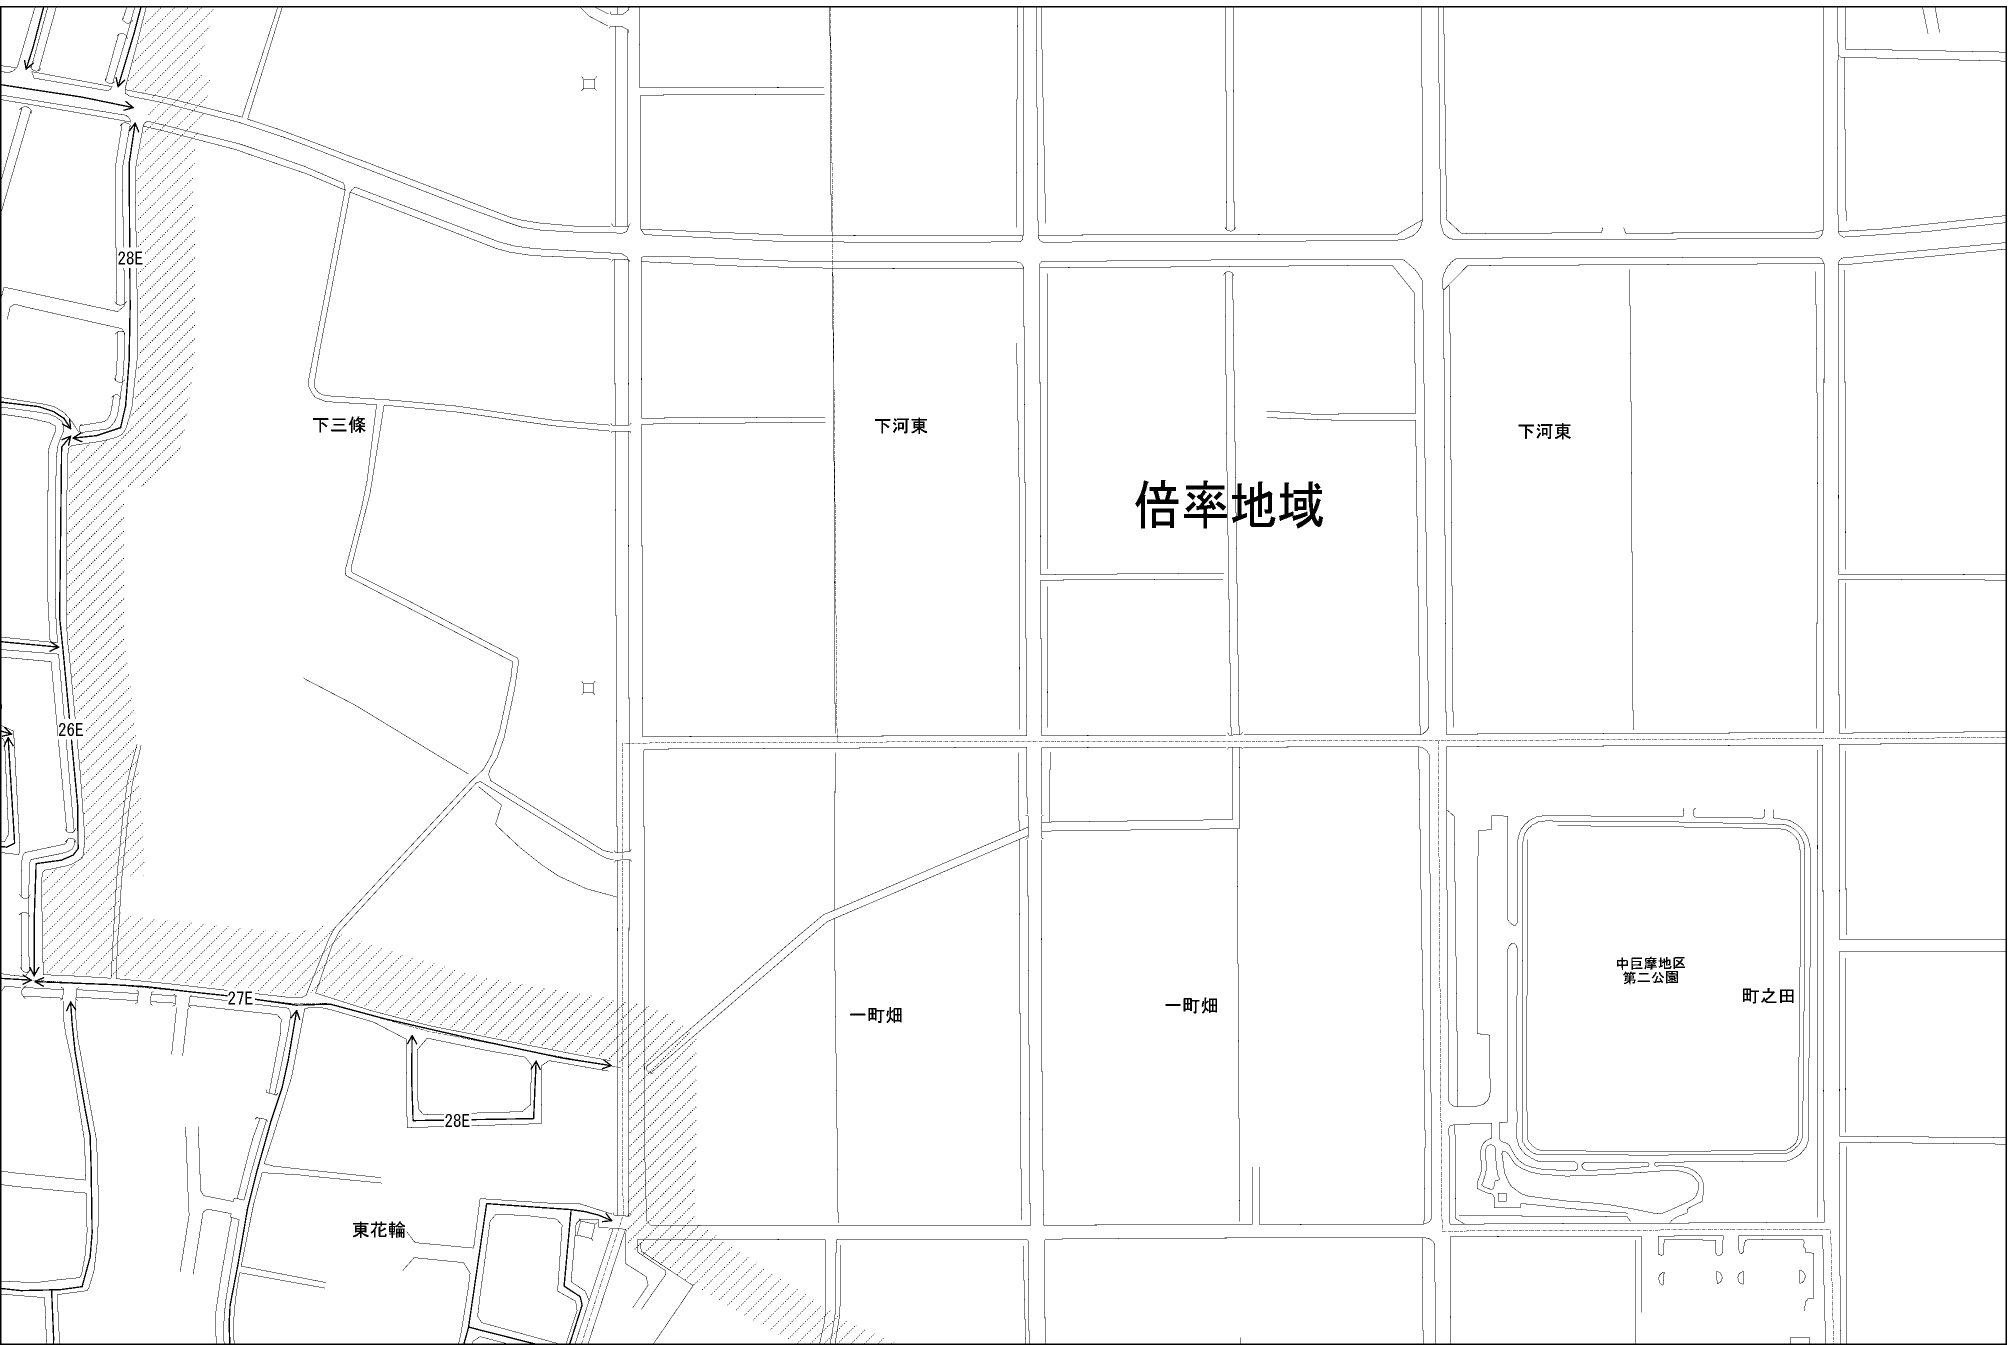 28E
下三條
下河東
下河東
倍率地域
26E
中巨摩地区
第二公園
町之田
27E
一町畑
一町畑
28E
東花輪